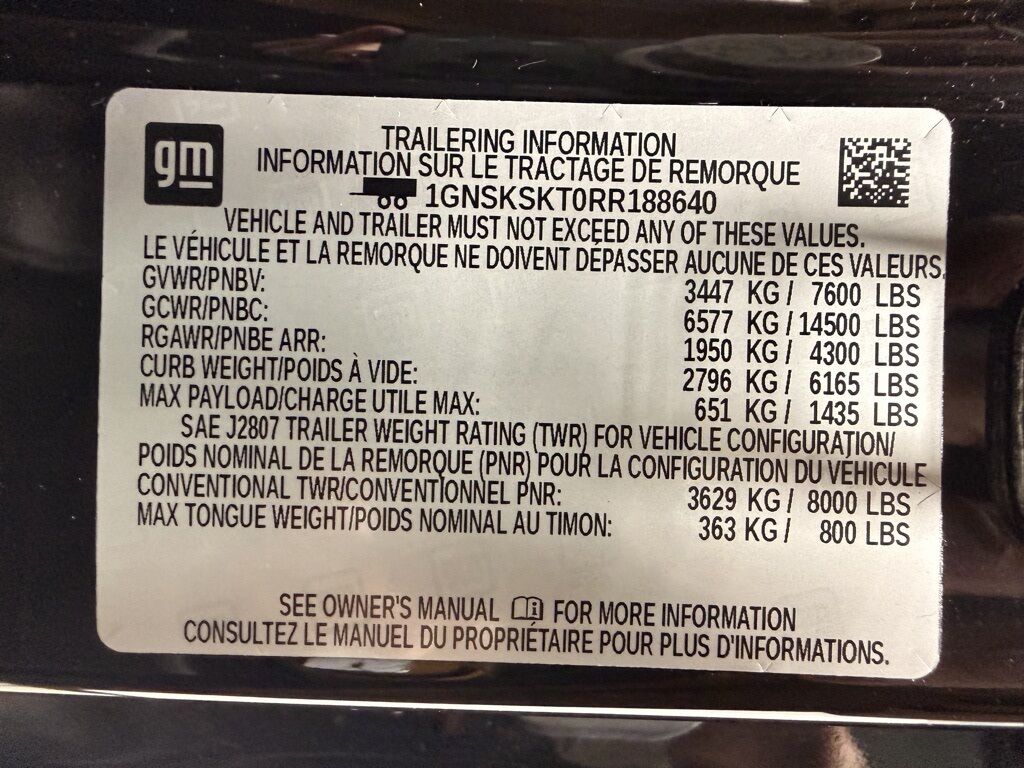 gm
TRAILERING INFORMATION
INFORMATION SUR LE TRACTAGE DE REMORQUE
1GNSKSKT0RR188640
VEHICLE AND TRAILER MUST NOT EXCEED ANY OF THESE VALUES.
LE VÉHICULE ET LA REMORQUE NE DOIVENT DÉPASSER AUCUNE DE CES VALEURS.
GVWR/PNBV: 3447 KG / 7600 LBS
GCWR/PNBC: 6577 KG / 14500 LBS
RGAWR/PNBE ARR: 1950 KG / 4300 LBS
CURB WEIGHT/POIDS À VIDE: 2796 KG / 6165 LBS
MAX PAYLOAD/CHARGE UTILE MAX: 651 KG / 1435 LBS
SAE J2807 TRAILER WEIGHT RATING (TWR) FOR VEHICLE CONFIGURATION/
POIDS NOMINAL DE LA REMORQUE (PNR) POUR LA CONFIGURATION DU VÉHICULE
CONVENTIONAL TWR/CONVENTIONNEL PNR: 3629 KG / 8000 LBS
MAX TONGUE WEIGHT/POIDS NOMINAL AU TIMON: 363 KG / 800 LBS
SEE OWNER'S MANUAL FOR MORE INFORMATION
CONSULTEZ LE MANUEL DU PROPRIÉTAIRE POUR PLUS D'INFORMATIONS.